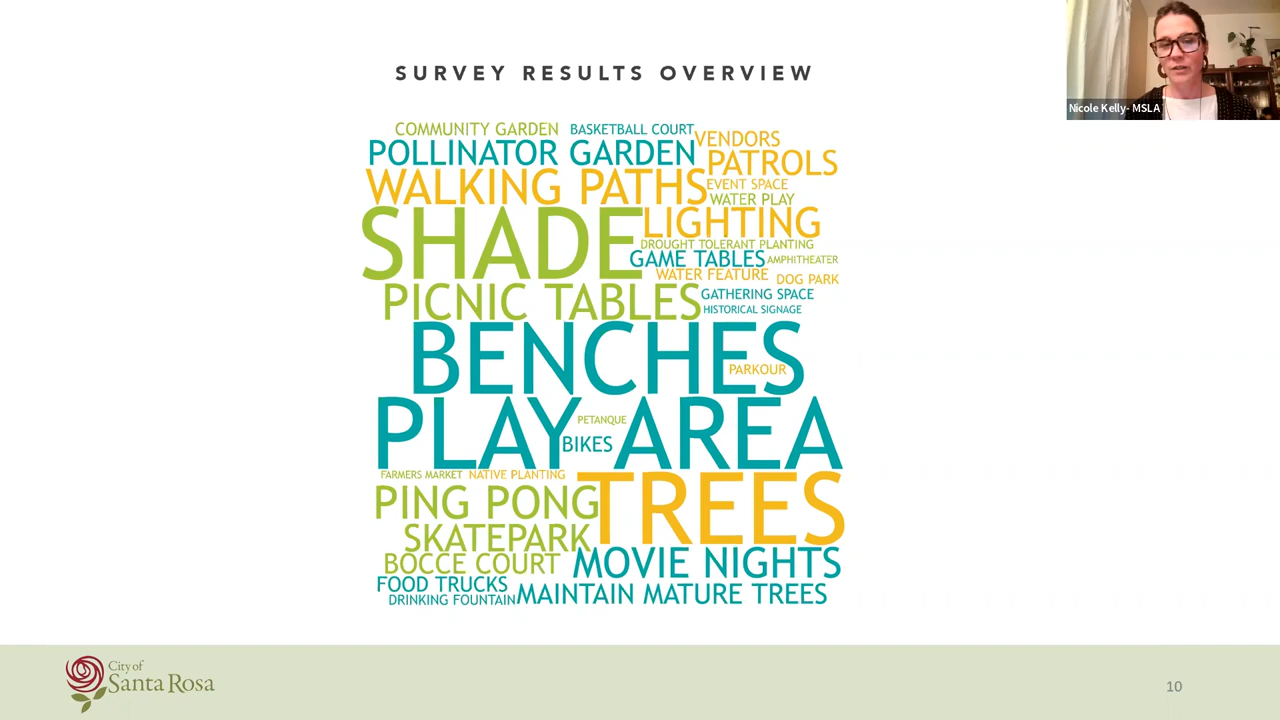 Nicole Kelly- MSLA
SURVEY RESULTS OVERVIEW
COMMUNITY GARDEN
BASKETBALL COURT
VENDORS
POLLINATOR GARDEN
PATROLS
WALKING PATHS
EVENT SPACE
WATER PLAY
SHADE
LIGHTING
DROUGHT TOLERANT PLANTING
GAME TABLES
AMPHITHEATER
WATER FEATURE
DOG PARK
PICNIC TABLES
GATHERING SPACE
HISTORICAL SIGNAGE
BENCHES
PARKOUR
PLAY AREA
PETANQUE
BIKES
FARMERS MARKET
NATIVE PLANTING
TREES
PING PONG
SKATEPARK
BOCCE COURT
MOVIE NIGHTS
FOOD TRUCKS
DRINKING FOUNTAIN
MAINTAIN MATURE TREES
City of
Santa Rosa
10